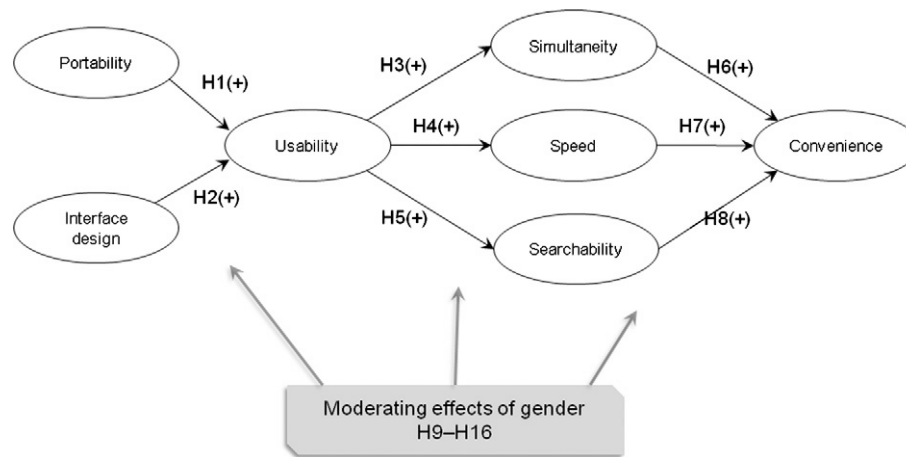 Portability
H1(+)
Interface
design
H2(+)
Usability
H3(+)
H4(+)
H5(+)
Simultaneity
Speed
Searchability
H6(+)
H7(+)
H8(+)
Convenience
Moderating effects of gender
H9–H16